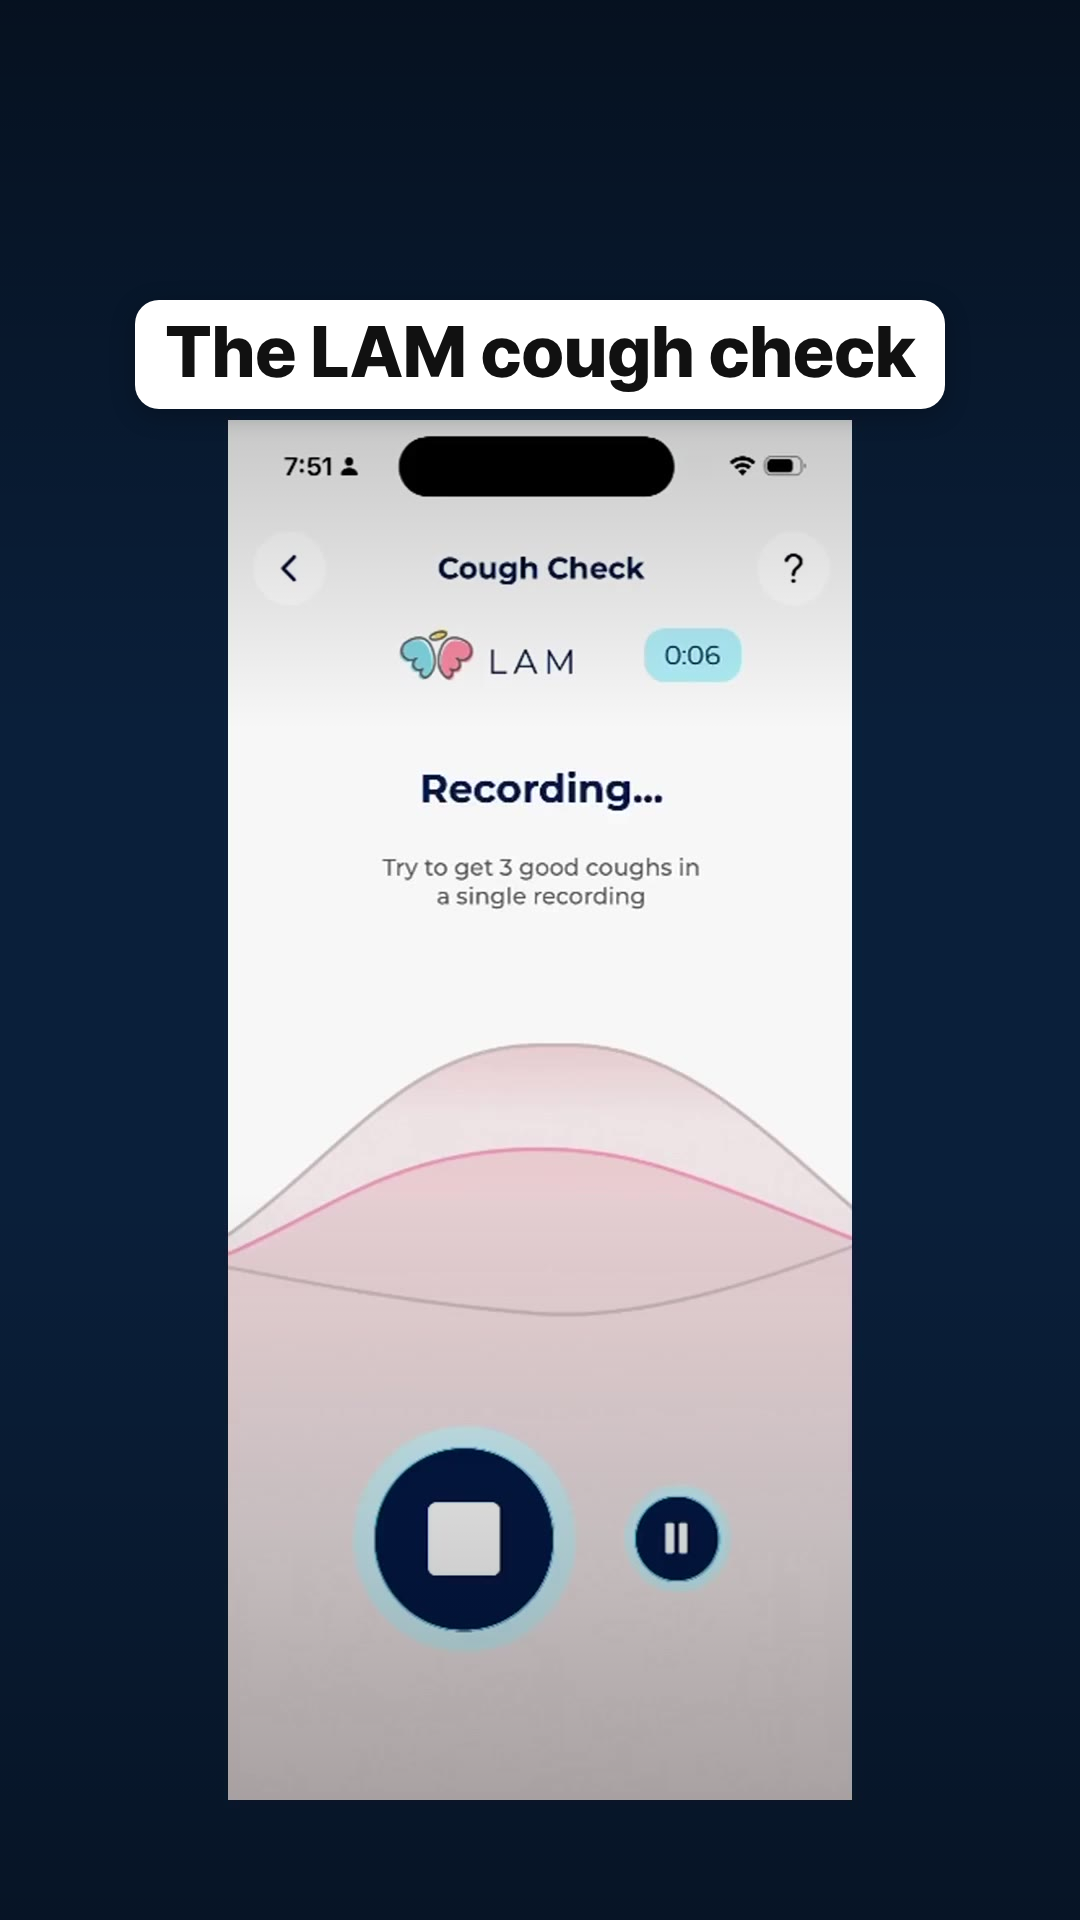 The LAM cough check
7:51
Cough Check
?
LAM
0:06
Recording...
Try to get 3 good coughs in
a single recording